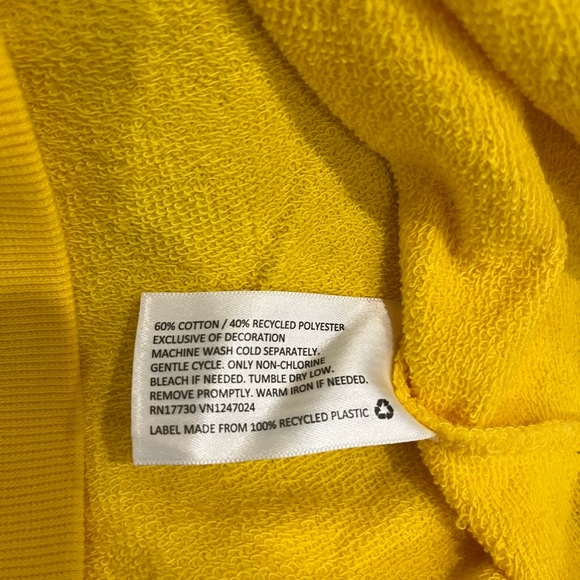 60% COTTON / 40% RECYCLED POLYESTER
EXCLUSIVE OF DECORATION
MACHINE WASH COLD SEPARATELY.
GENTLE CYCLE. ONLY NON-CHLORINE
BLEACH IF NEEDED. TUMBLE DRY LOW.
REMOVE PROMPTLY. WARM IRON IF NEEDED.
RN17730 VN1247024
LABEL MADE FROM 100% RECYCLED PLASTIC